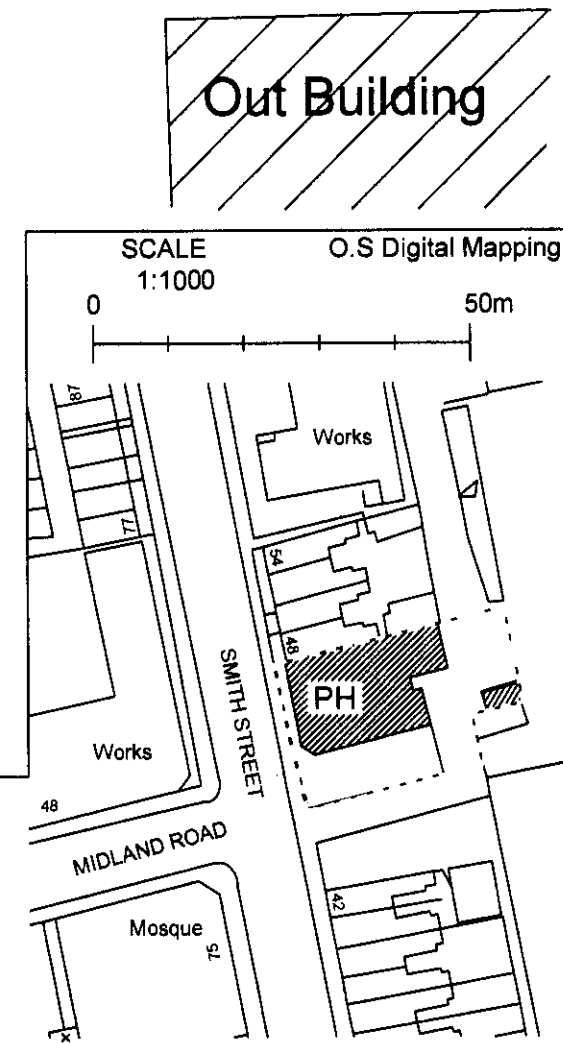 Out Building
SCALE
1:1000
O.S Digital Mapping
0
50m
78
Works
77
54
48
SMITH STREET
PH
Works
48
MIDLAND ROAD
42
Mosque
75